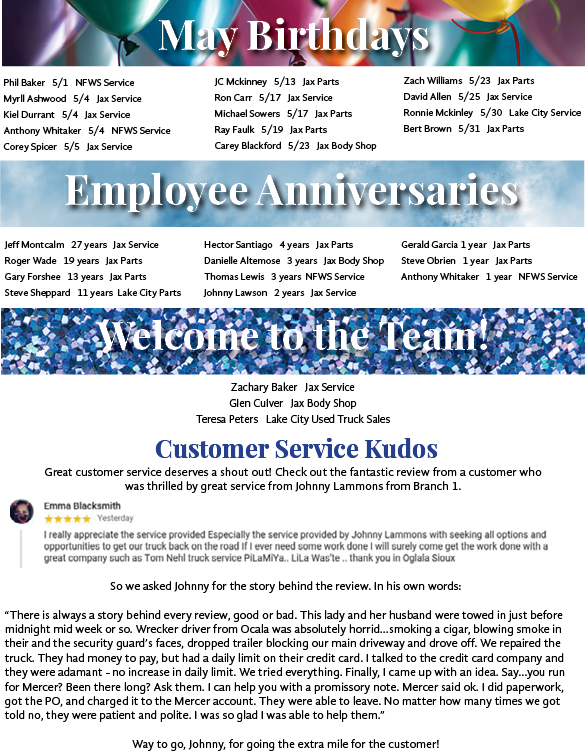 May Birthdays
Phil Baker 5/1 NFWS Service
Myrll Ashwood 5/4 Jax Service
Kiel Durrant 5/4 Jax Service
Anthony Whitaker 5/4 NFWS Service
Corey Spicer 5/5 Jax Service
JC Mckinney 5/13 Jax Parts
Ron Carr 5/17 Jax Service
Michael Sowers 5/17 Jax Parts
Ray Faulk 5/19 Jax Parts
Carey Blackford 5/23 Jax Body Shop
Zach Williams 5/23 Jax Parts
David Allen 5/25 Jax Service
Ronnie Mckinley 5/30 Lake City Service
Bert Brown 5/31 Jax Parts
Employee Anniversaries
Jeff Montcalm 27 years Jax Service
Roger Wade 19 years Jax Parts
Gary Forshee 13 years Jax Parts
Steve Sheppard 11 years Lake City Parts
Hector Santiago 4 years Jax Parts
Danielle Altemose 3 years Jax Body Shop
Thomas Lewis 3 years NFWS Service
Johnny Lawson 2 years Jax Service
Gerald Garcia 1 year Jax Parts
Steve Obrien 1 year Jax Parts
Anthony Whitaker 1 year NFWS Service
Welcome to the Team!
Zachary Baker Jax Service
Glen Culver Jax Body Shop
Teresa Peters Lake City Used Truck Sales
Customer Service Kudos
Great customer service deserves a shout out! Check out the fantastic review from a customer who
was thrilled by great service from Johnny Lammons from Branch 1.
Emma Blacksmith
★★★★★ Yesterday
I really appreciate the service provided Especially the service provided by Johnny Lammons with seeking all options and
opportunities to get our truck back on the road If I ever need some work done I will surely come get the work done with a
great company such as Tom Nehl truck service PiLaMiYa.. LiLa Was'te .. thank you in Oglala Sioux
So we asked Johnny for the story behind the review. In his own words:
“There is always a story behind every review, good or bad. This lady and her husband were towed in just before
midnight mid week or so. Wrecker driver from Ocala was absolutely horrid...smoking a cigar, blowing smoke in
their and the security guard’s faces, dropped trailer blocking our main driveway and drove off. We repaired the
truck. They had money to pay, but had a daily limit on their credit card. I talked to the credit card company and
they were adamant - no increase in daily limit. We tried everything. Finally, I came up with an idea. Say...you run
for Mercer? Been there long? Ask them. I can help you with a promissory note. Mercer said ok. I did paperwork,
got the PO, and charged it to the Mercer account. They were able to leave. No matter how many times we got
told no, they were patient and polite. I was so glad I was able to help them.”
Way to go, Johnny, for going the extra mile for the customer!